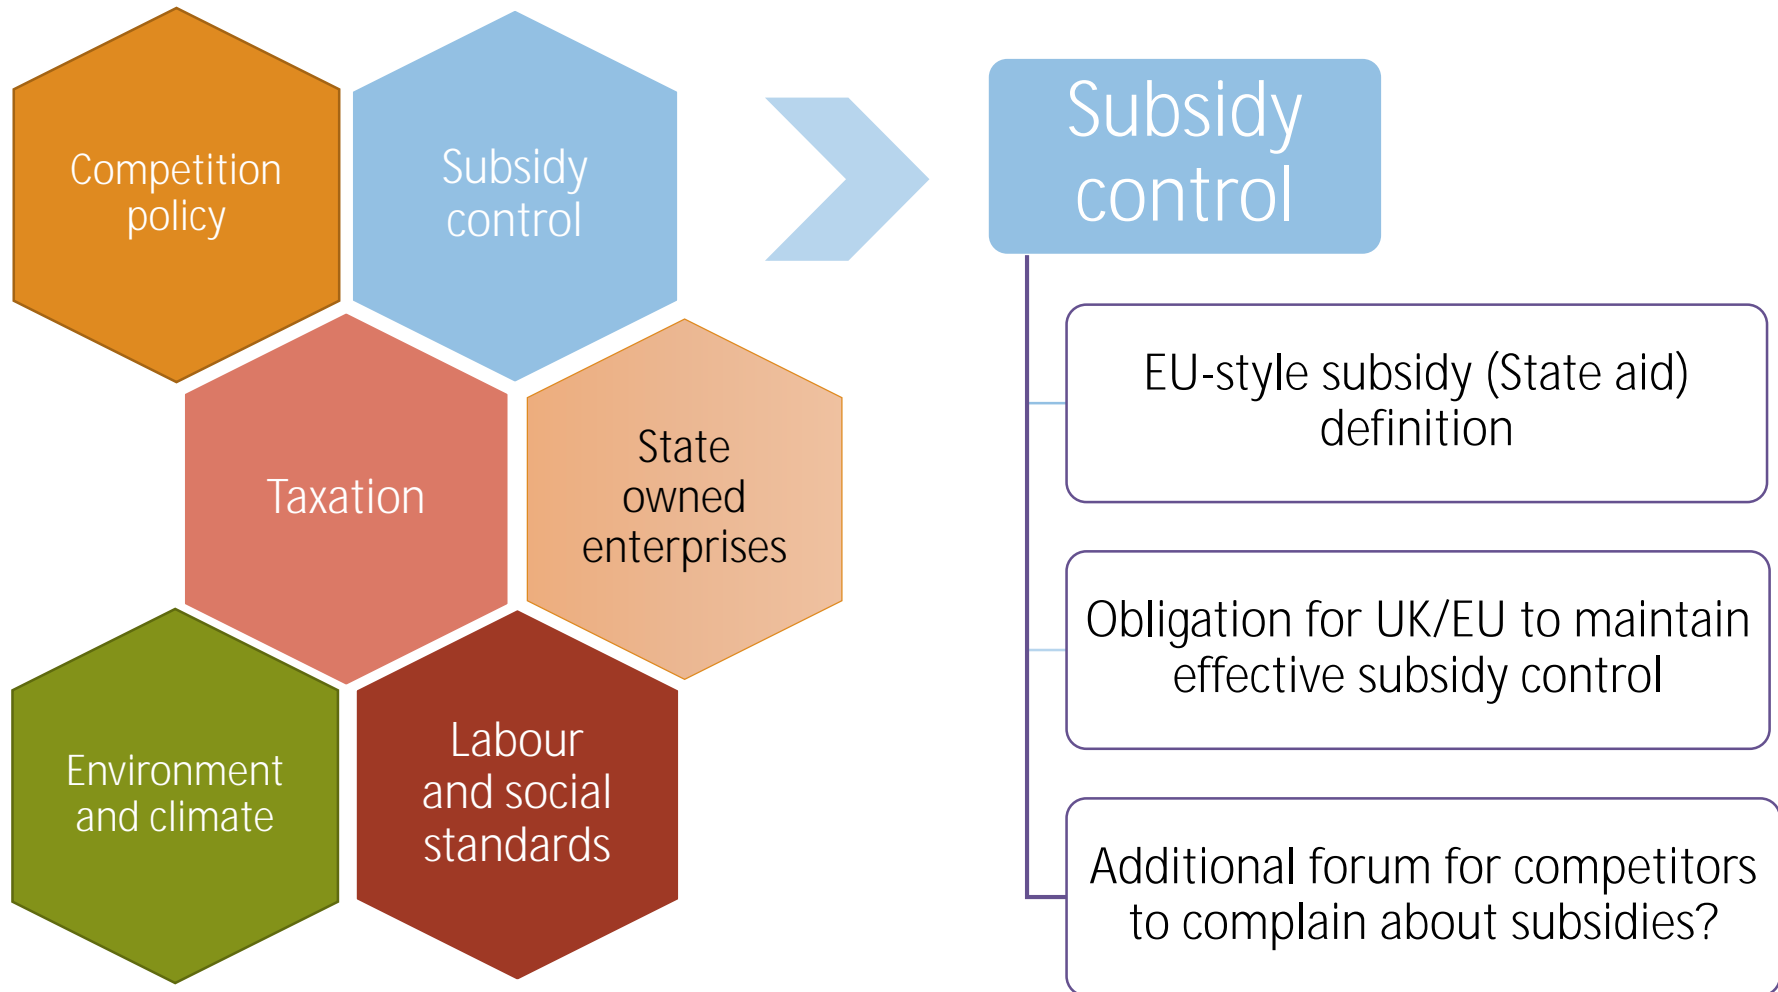 Competition
policy
Subsidy
control
Taxation
State
owned
enterprises
Environment
and climate
Labour
and social
standards
Subsidy
control
EU-style subsidy (State aid)
definition
Obligation for UK/EU to maintain
effective subsidy control
Additional forum for competitors
to complain about subsidies?